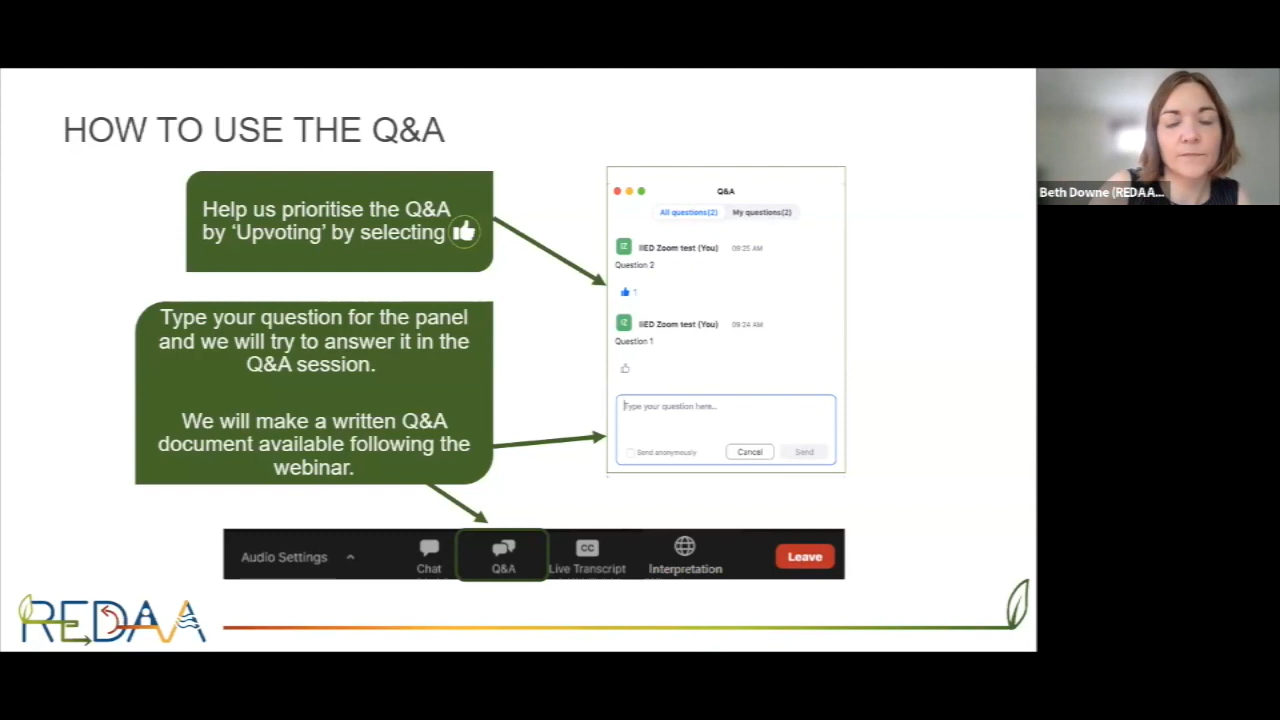 HOW TO USE THE Q&A
Help us prioritise the Q&A
by ‘Upvoting’ by selecting
Type your question for the panel
and we will try to answer it in the
Q&A session.
We will make a written Q&A
document available following the
webinar.
Q&A
All questions(2) My questions(2)
IZ IIED Zoom test (You) 09:25 AM
Question 2
1
IZ IIED Zoom test (You) 09:24 AM
Question 1
Type your question here...
Send anonymously Cancel Send
Audio Settings
Chat
Q&A
CC
Live Transcript
Interpretation
Leave
REDAA
Beth Downe (REDAA...